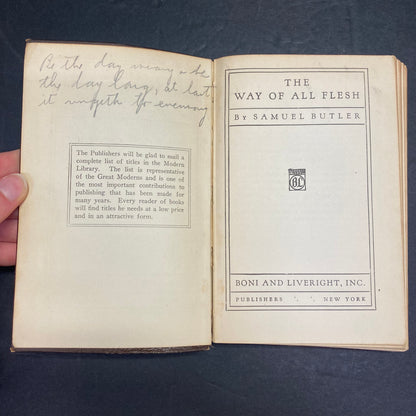 Be the day weary or be
the day long, at last
it ringeth to evensong
The Publishers will be glad to mail a
complete list of titles in the Modern
Library. The list is representative
of the Great Moderns and is one of
the most important contributions to
publishing that has been made for
many years. Every reader of books
will find titles he needs at a low price
and in an attractive form.
THE
WAY OF ALL FLESH
BY SAMUEL BUTLER
BL
BONI AND LIVERIGHT, INC.
PUBLISHERS ∴ NEW YORK